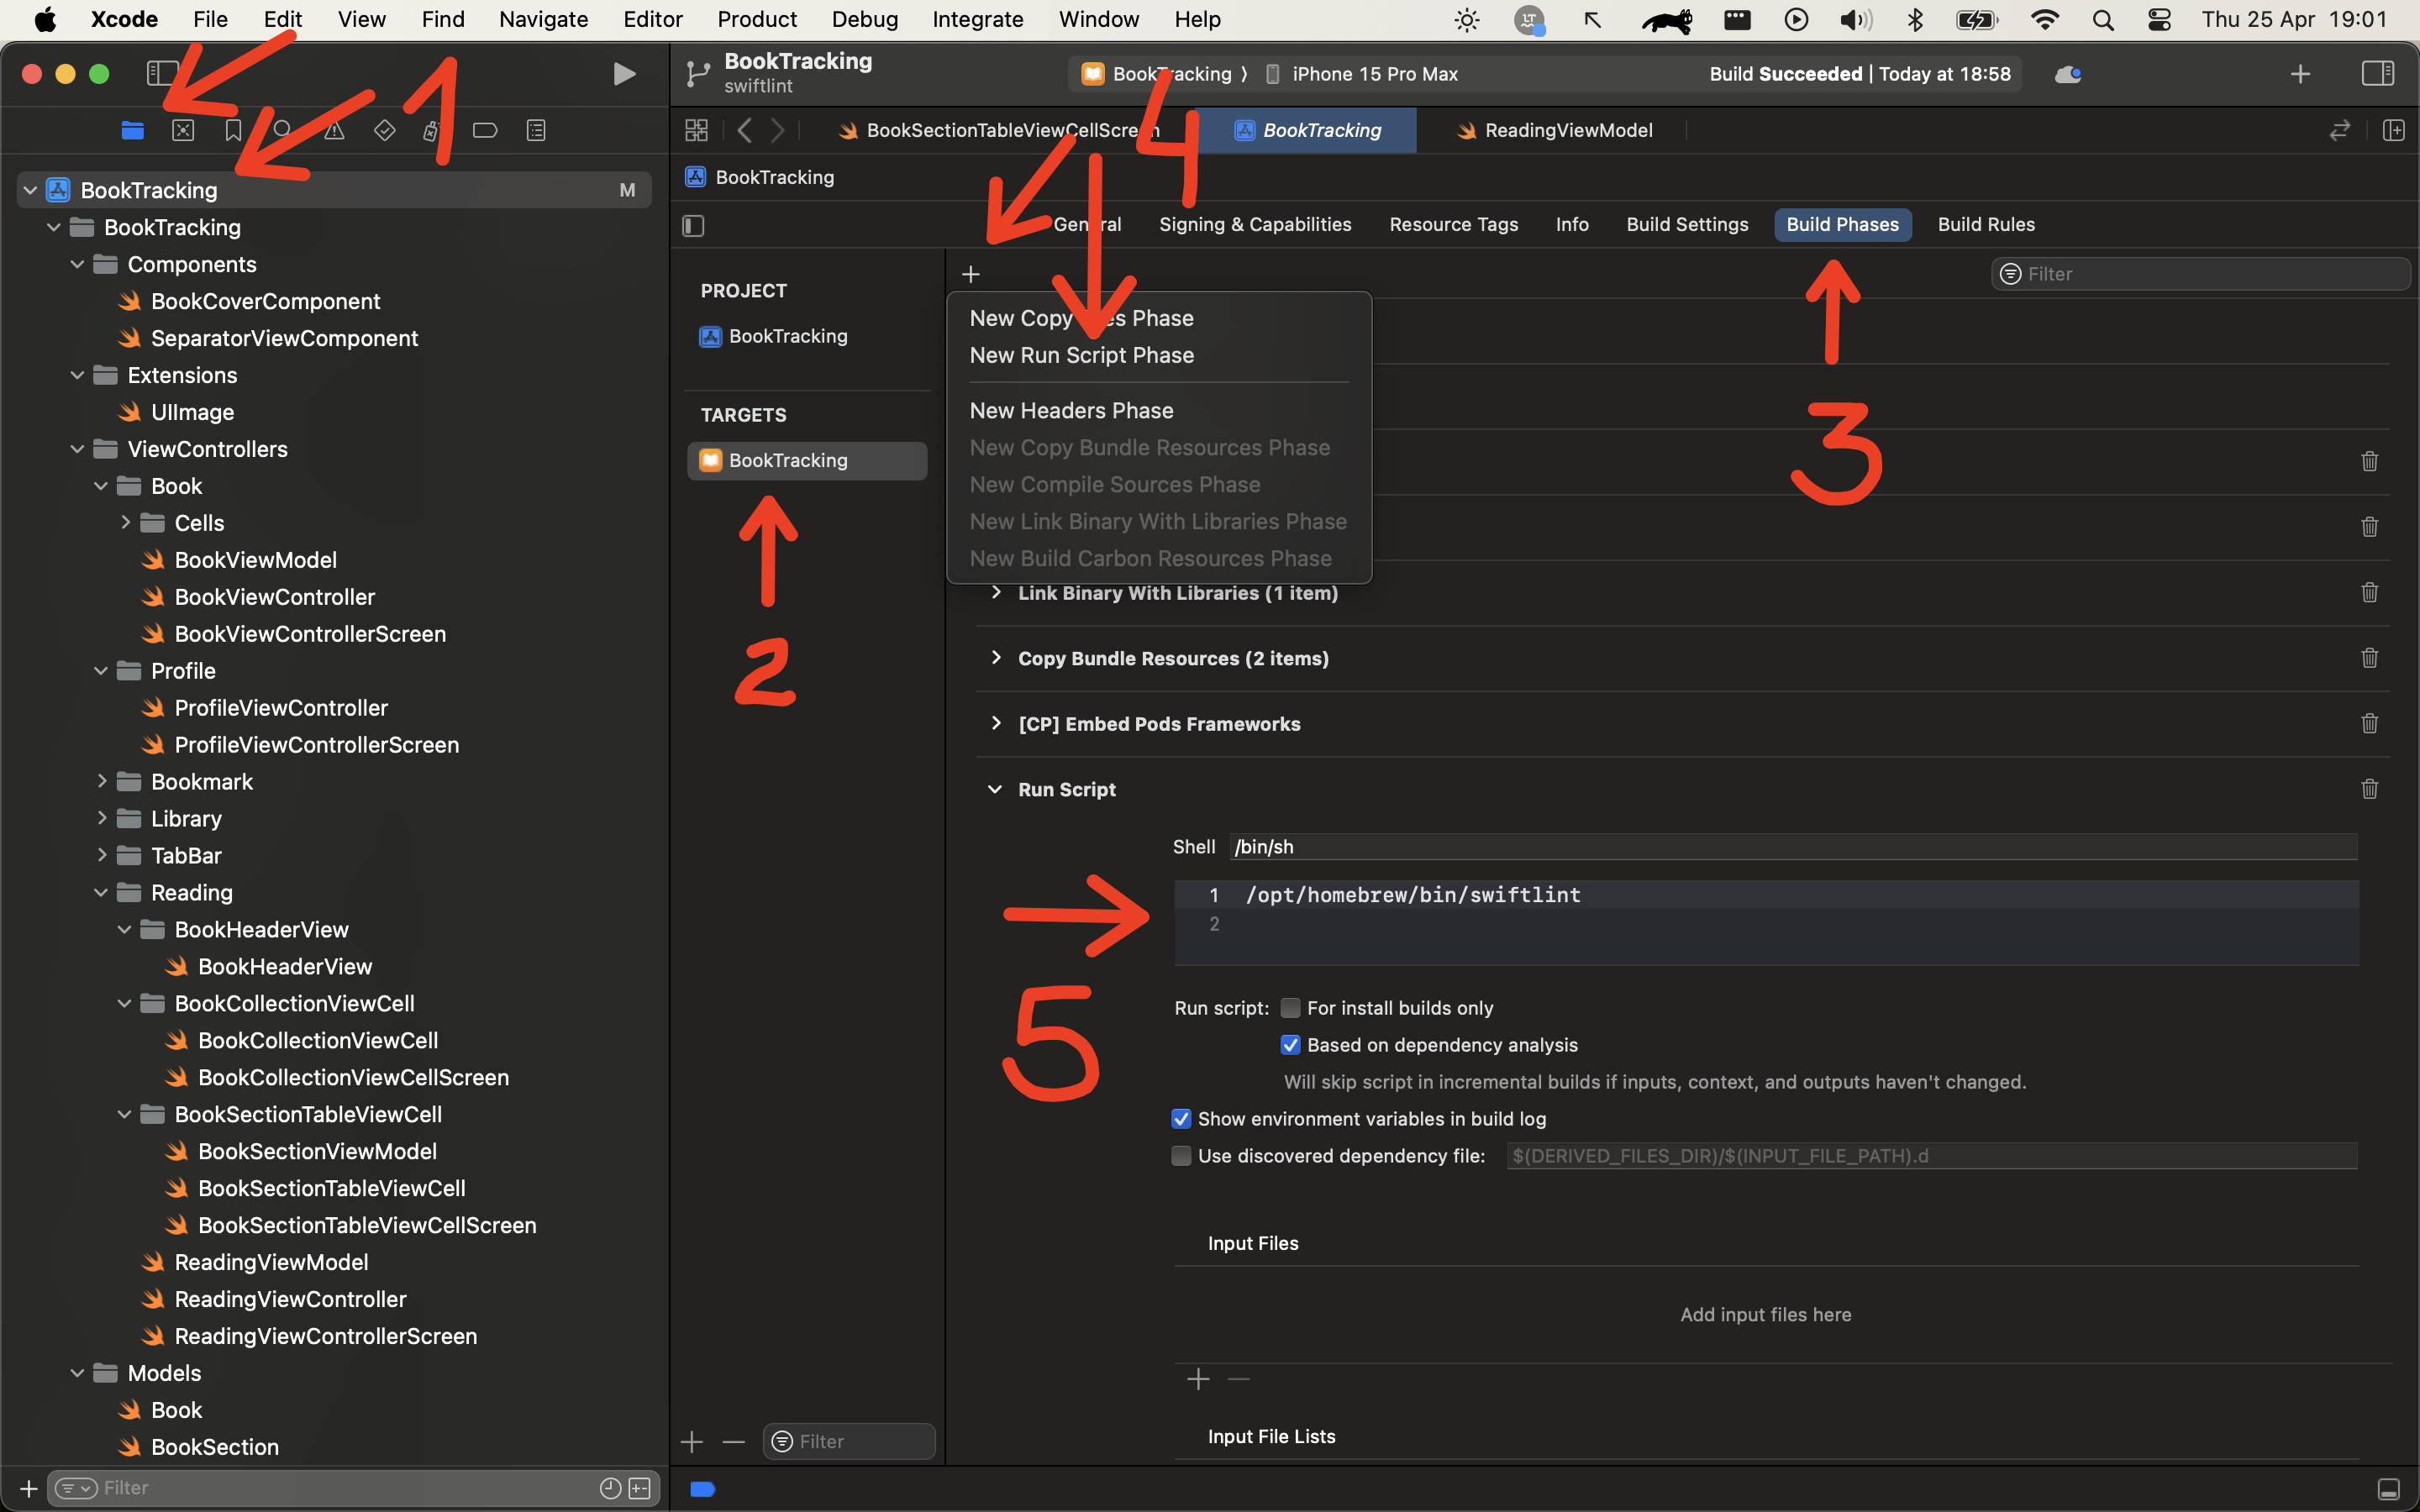 Xcode File Edit View Find Navigate Editor Product Debug Integrate Window Help Thu 25 Apr 19:01
BookTracking
swiftlint
BookTracking iPhone 15 Pro Max Build Succeeded | Today at 18:58
BookSectionTableViewCellScreen BookTracking ReadingViewModel
BookTracking
General Signing & Capabilities Resource Tags Info Build Settings Build Phases Build Rules
Filter
1
2
3
4
5
BookTracking M
BookTracking
Components
BookCoverComponent
SeparatorViewComponent
Extensions
UIImage
ViewControllers
Book
Cells
BookViewModel
BookViewController
BookViewControllerScreen
Profile
ProfileViewController
ProfileViewControllerScreen
Bookmark
Library
TabBar
Reading
BookHeaderView
BookHeaderView
BookCollectionViewCell
BookCollectionViewCell
BookCollectionViewCellScreen
BookSectionTableViewCell
BookSectionViewModel
BookSectionTableViewCell
BookSectionTableViewCellScreen
ReadingViewModel
ReadingViewController
ReadingViewControllerScreen
Models
Book
BookSection
Filter
PROJECT
BookTracking
TARGETS
BookTracking
Filter
New Copy Files Phase
New Run Script Phase
New Headers Phase
New Copy Bundle Resources Phase
New Compile Sources Phase
New Link Binary With Libraries Phase
New Build Carbon Resources Phase
Link Binary With Libraries (1 item)
Copy Bundle Resources (2 items)
[CP] Embed Pods Frameworks
Run Script
Shell /bin/sh
1 /opt/homebrew/bin/swiftlint
2
Run script: For install builds only
Based on dependency analysis
Will skip script in incremental builds if inputs, context, and outputs haven't changed.
Show environment variables in build log
Use discovered dependency file: $(DERIVED_FILES_DIR)/$(INPUT_FILE_PATH).d
Input Files
Add input files here
Input File Lists